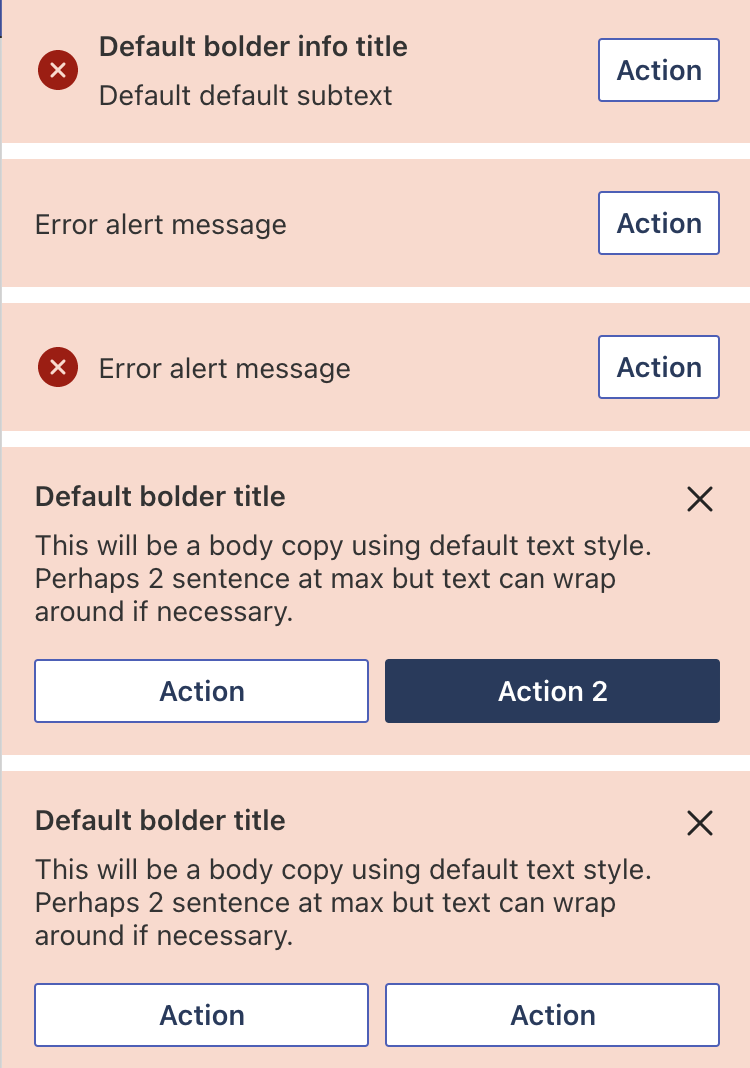 Default bolder info title
Default default subtext
Action
Error alert message
Action
Error alert message
Action
Default bolder title
This will be a body copy using default text style.
Perhaps 2 sentence at max but text can wrap
around if necessary.
Action
Action 2
Default bolder title
This will be a body copy using default text style.
Perhaps 2 sentence at max but text can wrap
around if necessary.
Action
Action